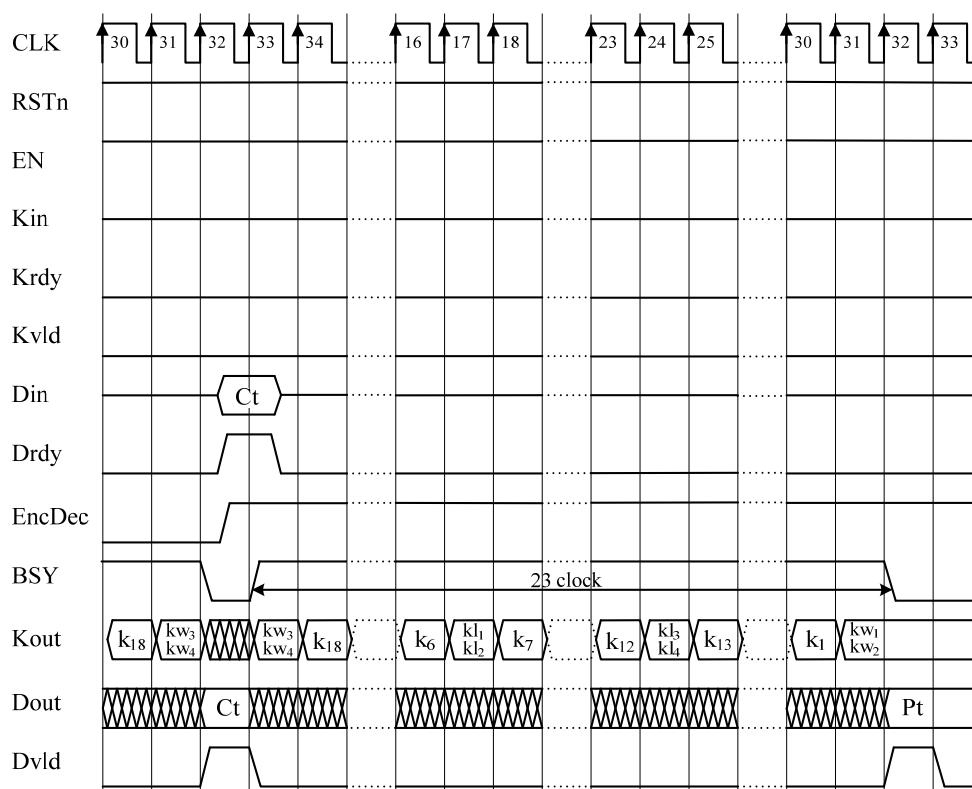 CLK 30 31 32 33 34 16 17 18 23 24 25 30 31 32 33
RSTn
EN
Kin
Krdy
Kvld
Din Ct
Drdy
EncDec
BSY 23 clock
Kout k18 kw3 kw4 kw3 kw4 k18 k6 kl1 kl2 k7 k12 kl3 kl4 k13 k1 kw1 kw2
Dout Ct Pt
Dvld